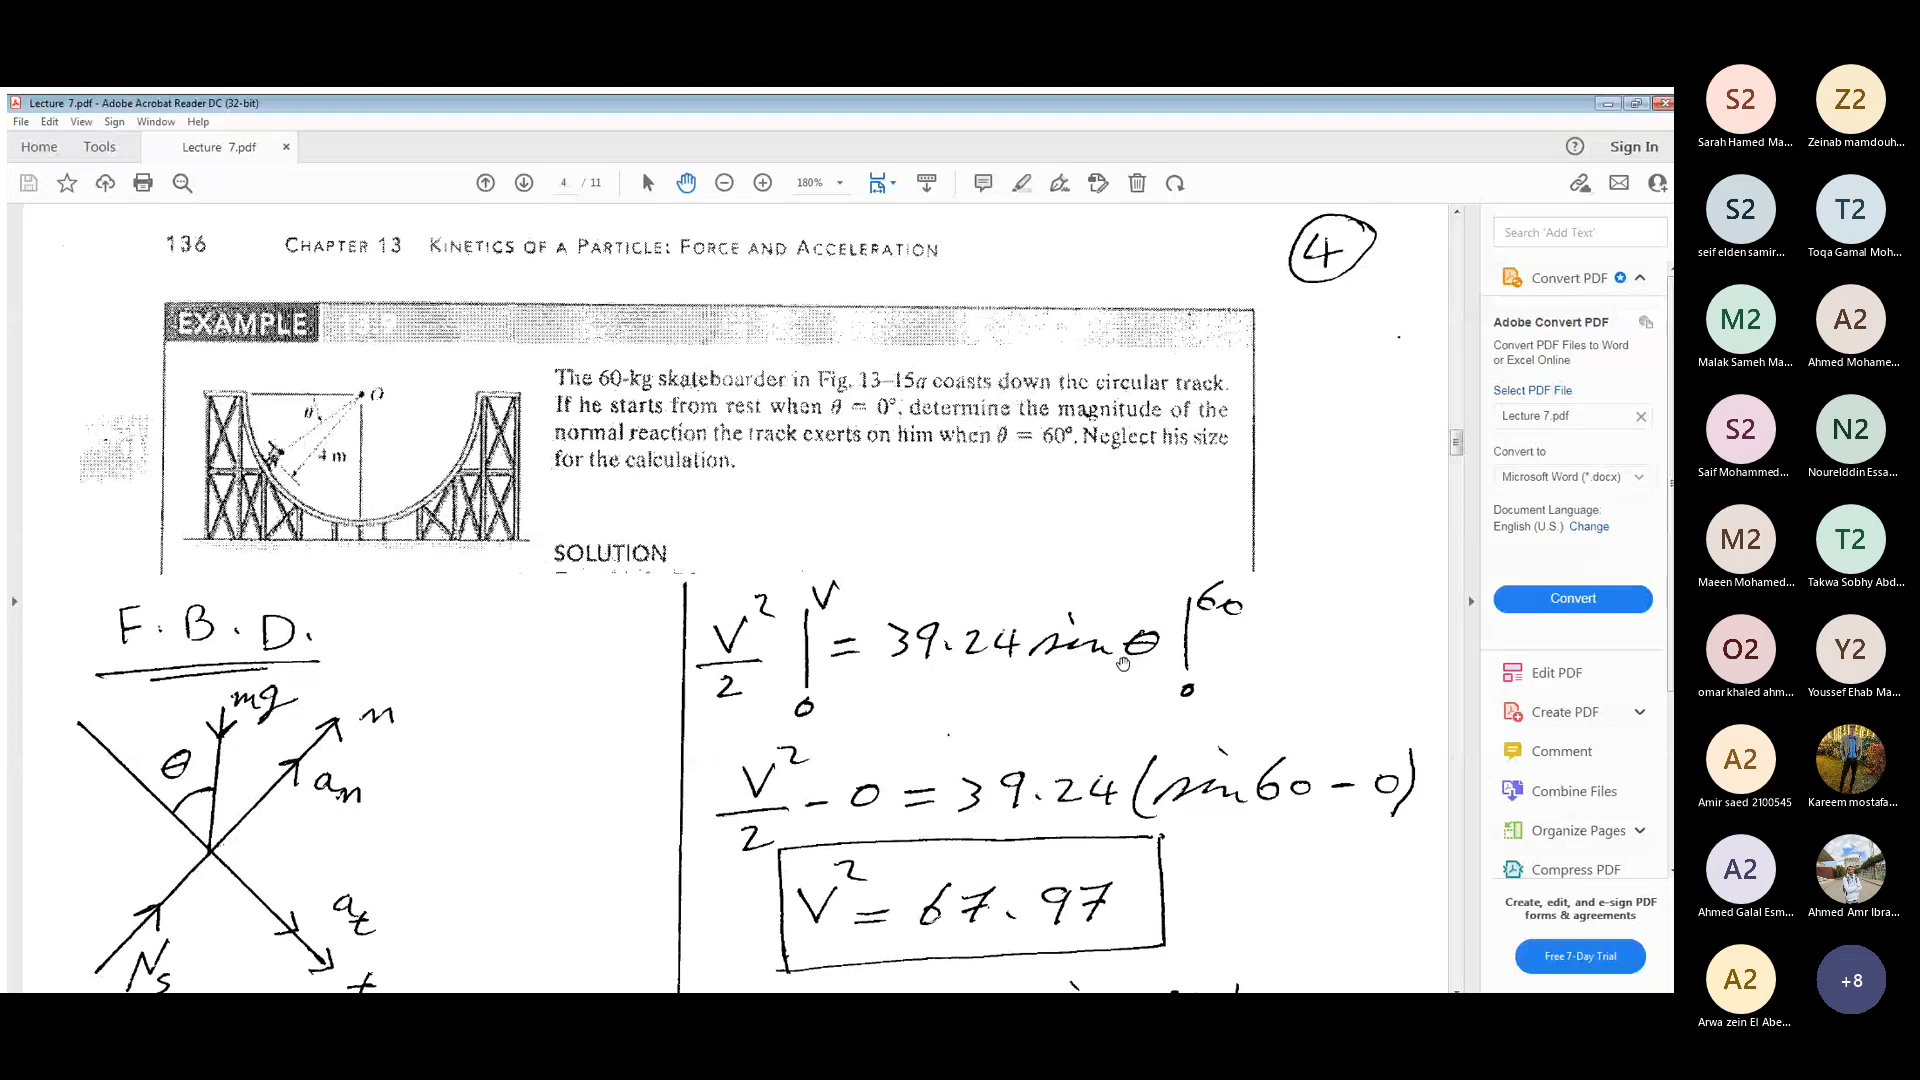 Lecture 7.pdf - Adobe Acrobat Reader DC (32-bit)
File Edit View Sign Window Help
Home Tools Lecture 7.pdf × Sign In
4 / 11 180%
136 CHAPTER 13 KINETICS OF A PARTICLE: FORCE AND ACCELERATION
4
EXAMPLE
The 60-kg skateboarder in Fig. 13–15a coasts down the circular track.
If he starts from rest when θ = 0°, determine the magnitude of the
normal reaction the track exerts on him when θ = 60°. Neglect his size
for the calculation.
O
θ
4 m
SOLUTION
F.B.D.
mg
n
θ
an
at
Ns
t
V²/2 |₀ⱽ = 39.24 sin θ |₀⁶⁰
V²/2 - 0 = 39.24 (sin 60 - 0)
V² = 67.97
Search 'Add Text'
Convert PDF
Adobe Convert PDF
Convert PDF Files to Word
or Excel Online
Select PDF File
Lecture 7.pdf
Convert to
Microsoft Word (*.docx)
Document Language:
English (U.S.) Change
Convert
Edit PDF
Create PDF
Comment
Combine Files
Organize Pages
Compress PDF
Create, edit, and e-sign PDF
forms & agreements
Free 7-Day Trial
S2 Z2
Sarah Hamed Ma... Zeinab mamdouh...
S2 T2
seif elden samir... Toqa Gamal Moh...
M2 A2
Malak Sameh Ma... Ahmed Mohame...
S2 N2
Saif Mohammed... Nourelddin Essa...
M2 T2
Maeen Mohamed... Takwa Sobhy Abd...
O2 Y2
omar khaled ahm... Youssef Ehab Ma...
A2
Amir saed 2100545 Kareem mostafa...
A2
Ahmed Galal Esm... Ahmed Amr Ibra...
A2 +8
Arwa zein El Abe...